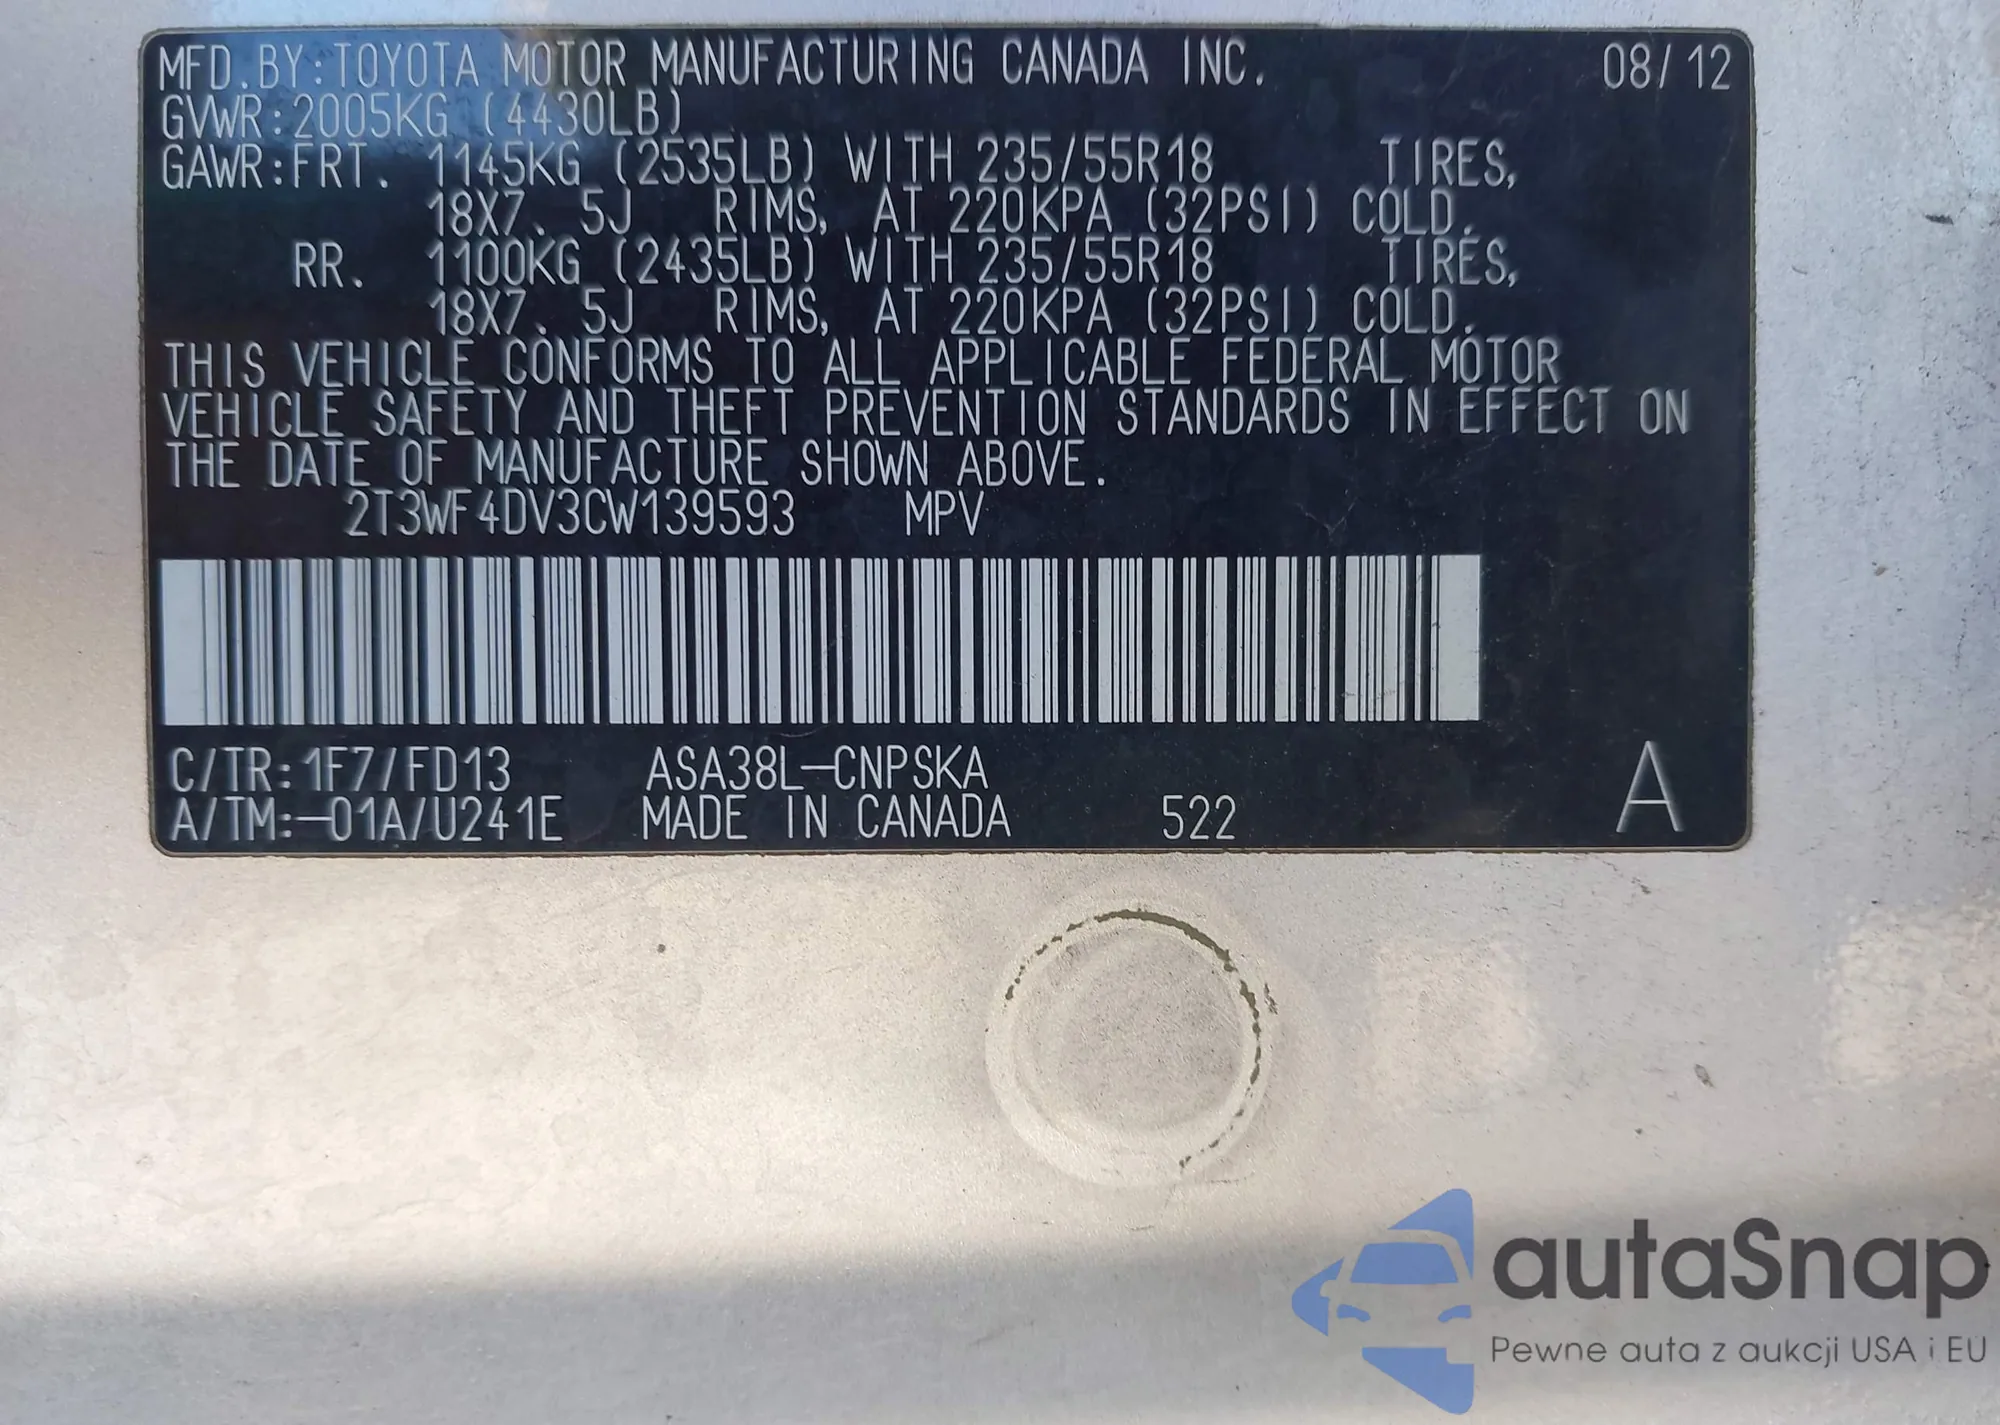 MFD.BY:TOYOTA MOTOR MANUFACTURING CANADA INC. 08/12
GVWR:2005KG (4430LB)
GAWR:FRT. 1145KG (2535LB) WITH 235/55R18 TIRES,
18X7.5J RIMS, AT 220KPA (32PSI) COLD.
RR. 1100KG (2435LB) WITH 235/55R18 TIRES,
18X7.5J RIMS, AT 220KPA (32PSI) COLD.
THIS VEHICLE CONFORMS TO ALL APPLICABLE FEDERAL MOTOR
VEHICLE SAFETY AND THEFT PREVENTION STANDARDS IN EFFECT ON
THE DATE OF MANUFACTURE SHOWN ABOVE.
2T3WF4DV3CW139593 MPV
C/TR:1F7/FD13 ASA38L-CNPSKA
A/TM:-01A/U241E MADE IN CANADA 522 A
autaSnap
Pewne auta z aukcji USA i EU